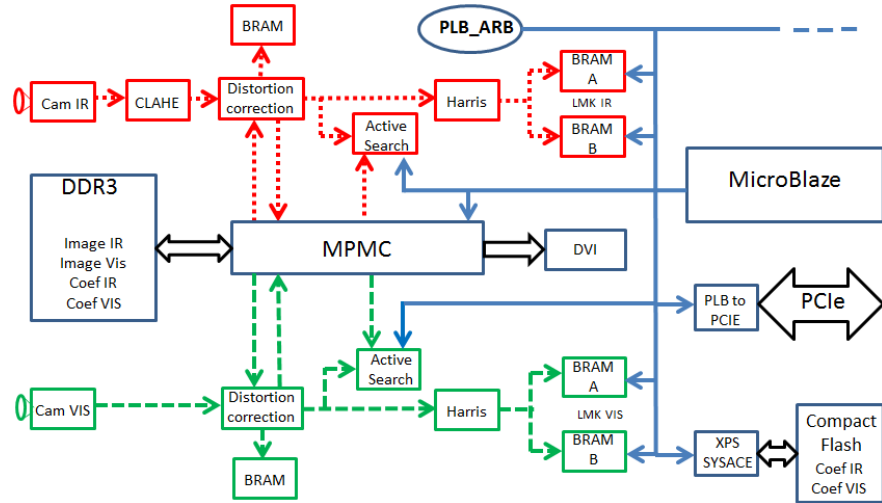 BRAM
PLB_ARB
Cam IR
CLAHE
Distortion
correction
Harris
BRAM
A
LMK IR
BRAM
B
Active
Search
MicroBlaze
DDR3
Image IR
Image Vis
Coef IR
Coef VIS
MPMC
DVI
PLB to
PCIE
PCIe
Active
Search
Cam VIS
Distortion
correction
Harris
BRAM
A
LMK VIS
BRAM
B
BRAM
XPS
SYSACE
Compact
Flash
Coef IR
Coef VIS